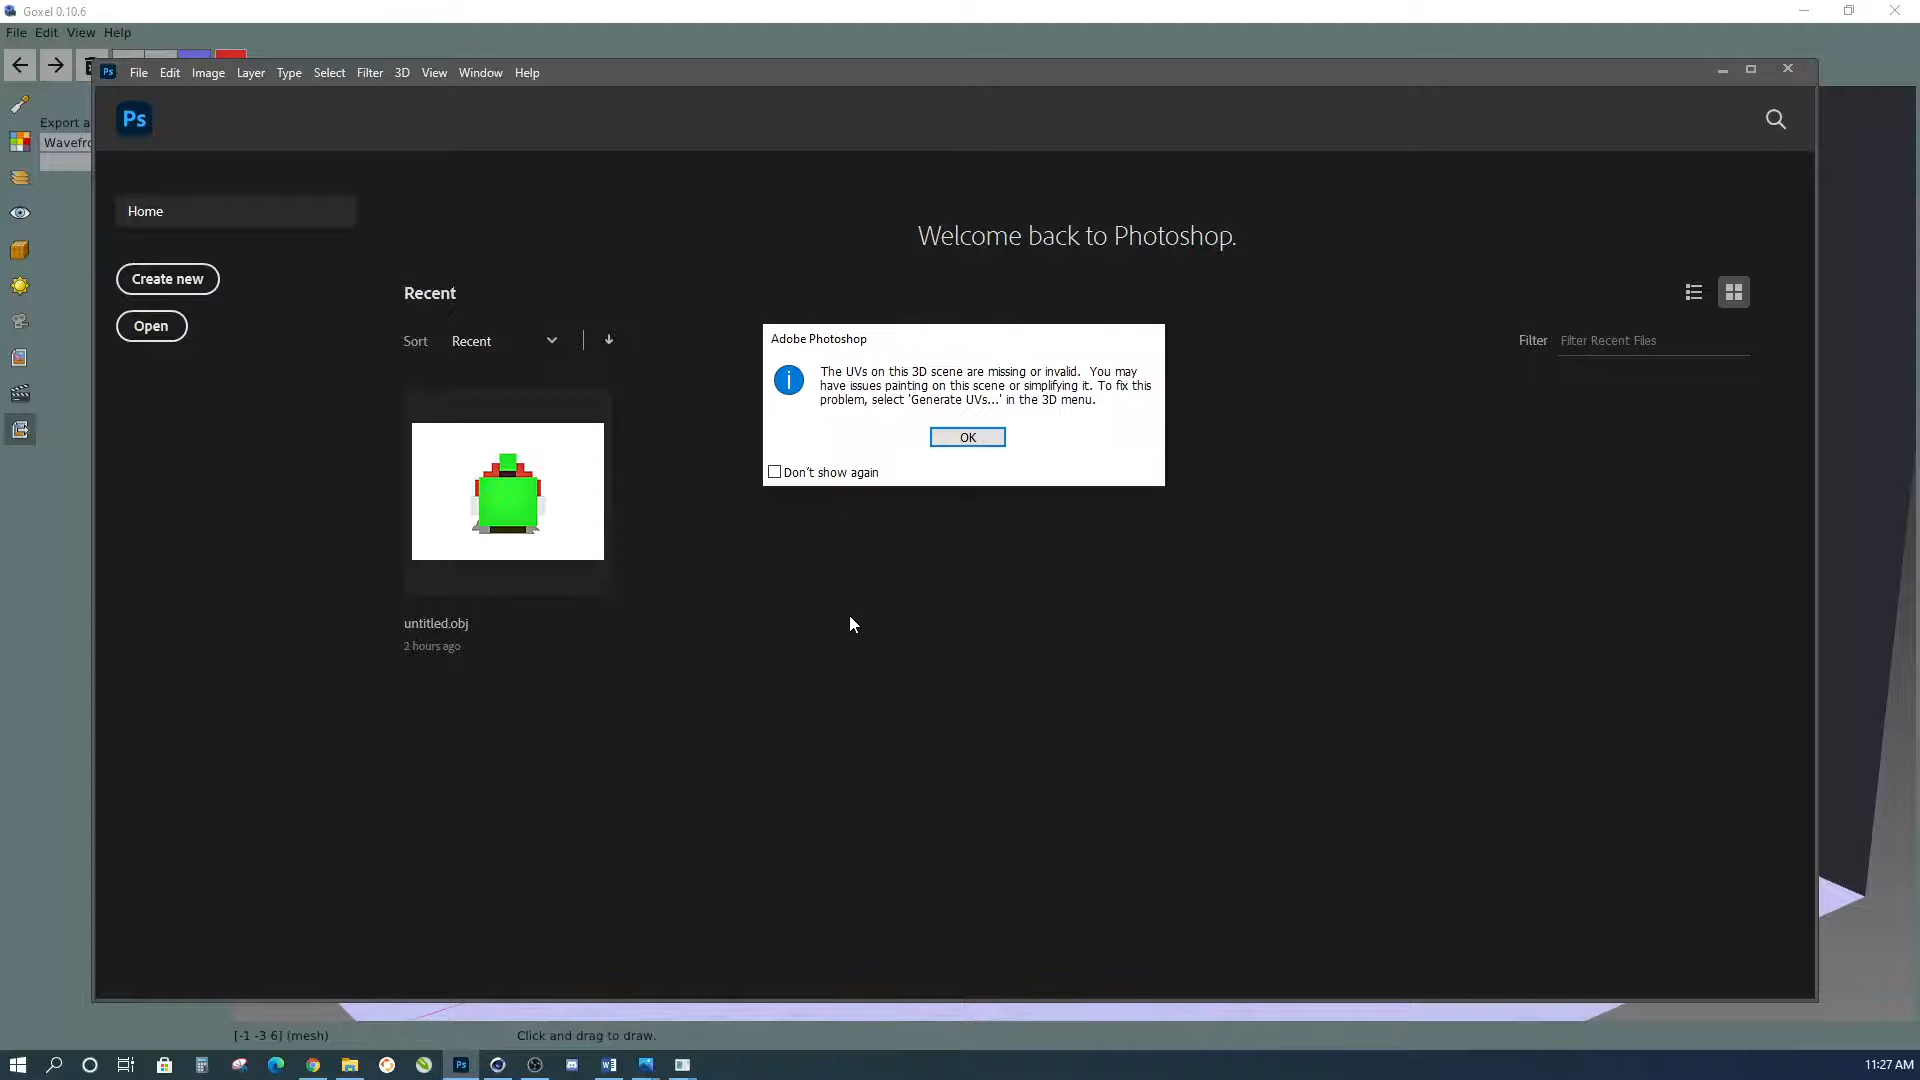 Goxel 0.10.6
File Edit View Help
Ps File Edit Image Layer Type Select Filter 3D View Window Help
Ps
Export a
Wavefro
Home
Welcome back to Photoshop.
Create new
Open
Recent
Sort Recent
Filter Filter Recent Files
Adobe Photoshop
The UVs on this 3D scene are missing or invalid. You may
have issues painting on this scene or simplifying it. To fix this
problem, select 'Generate UVs...' in the 3D menu.
OK
Don't show again
untitled.obj
2 hours ago
[-1 -3 6] (mesh)
Click and drag to draw.
Ps
11:27 AM